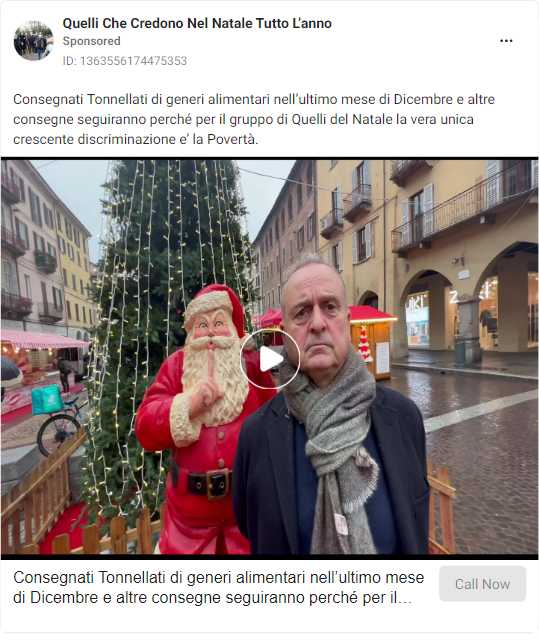 Quelli Che Credono Nel Natale Tutto L’anno
Sponsored
ID: 1363556174475353
Consegnati Tonnellati di generi alimentari nell’ultimo mese
di Dicembre e altre
consegne seguiranno perché per il gruppo di Quelli del Natale la vera unica
crescente discriminazione e’ la Povertà.
Consegnati Tonnellati di generi alimentari nell’ultimo mese
di Dicembre e altre consegne seguiranno perché per il...
Call Now